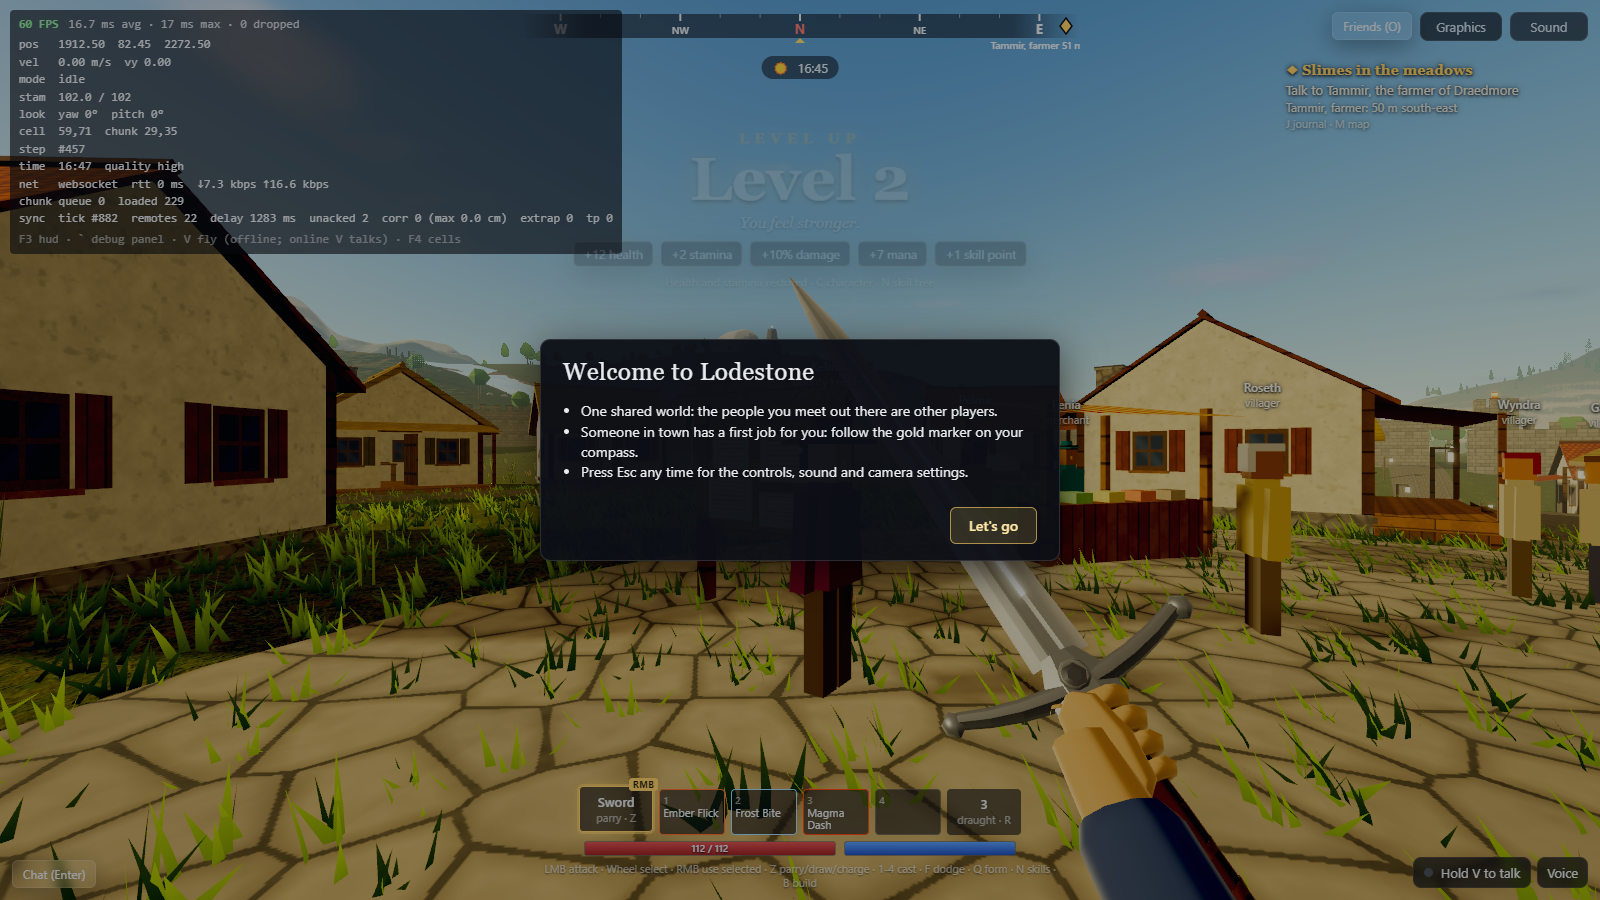 60 FPS 16.7 ms avg · 17 ms max · 0 dropped
pos 1912.50 82.45 2272.50
vel 0.00 m/s vy 0.00
mode idle
stam 102.0 / 102
look yaw 0° pitch 0°
cell 59,71 chunk 29,35
step #457
time 16:47 quality high
net websocket rtt 0 ms ↓7.3 kbps ↑16.6 kbps
chunk queue 0 loaded 229
sync tick #882 remotes 22 delay 1283 ms unacked 2 corr 0 (max 0.0 cm) extrap 0 tp 0
F3 hud · ` debug panel · V fly (offline; online V talks) · F4 cells
W NW N NE E
Tammir, farmer 51 m
16:45
Friends (O)
Graphics
Sound
Slimes in the meadows
Talk to Tammir, the farmer of Draedmore
Tammir, farmer: 50 m south-east
J journal · M map
LEVEL UP
Level 2
You feel stronger.
+12 health
+2 stamina
+10% damage
+7 mana
+1 skill point
Health and stamina restored · C character · N skill tree
Welcome to Lodestone
• One shared world: the people you meet out there are other players.
• Someone in town has a first job for you: follow the gold marker on your
compass.
• Press Esc any time for the controls, sound and camera settings.
Let's go
Roseth
villager
Wyndra
villager
RMB
Sword
parry · Z
1
Ember Flick
2
Frost Bite
3
Magma
Dash
4
3
draught · R
112 / 112
LMB attack · Wheel select · RMB use selected · Z parry/draw/charge · 1-4 cast · F dodge · Q form · N skills ·
B build
Chat (Enter)
Hold V to talk
Voice